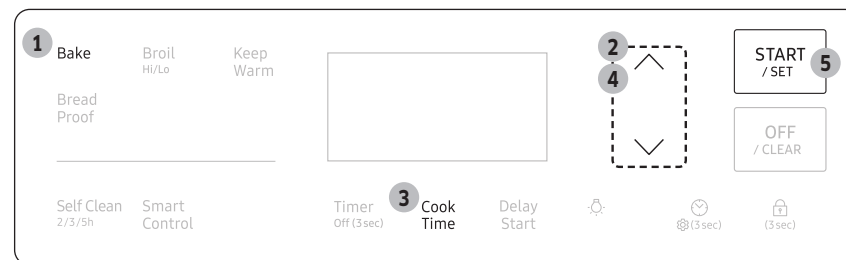 1
Bake
Broil
Hi/Lo
Keep
Warm
2
4
START
/ SET
5
Bread
Proof
OFF
/ CLEAR
Self Clean
2/3/5h
Smart
Control
Timer
Off (3 sec)
3
Cook
Time
Delay
Start
(3 sec)
(3 sec)